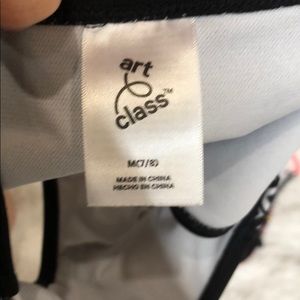 art
class™
M(7/8)
MADE IN CHINA
HECHO EN CHINA